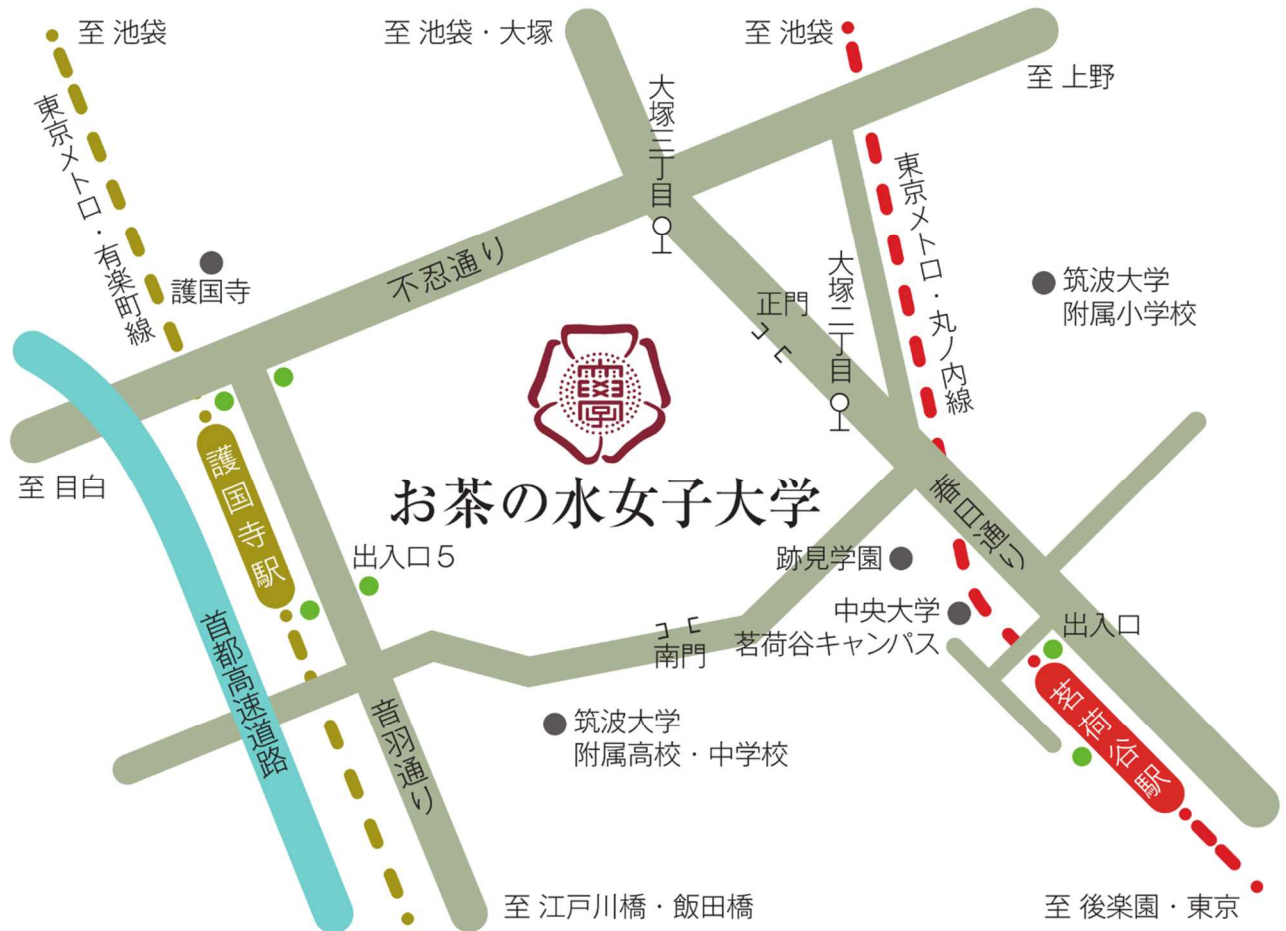 至 池袋
至 池袋・大塚
至 池袋
至 上野
東京メトロ・有楽町線
大塚三丁目
東京メトロ・丸ノ内線
護国寺
不忍通り
正門
大塚二丁目
筑波大学
附属小学校
學
至 目白
護国寺駅
お茶の水女子大学
春日通り
出入口5
跡見学園
中央大学
茗荷谷キャンパス
出入口
首都高速道路
南門
茗荷谷駅
音羽通り
筑波大学
附属高校・中学校
至 江戸川橋・飯田橋
至 後楽園・東京